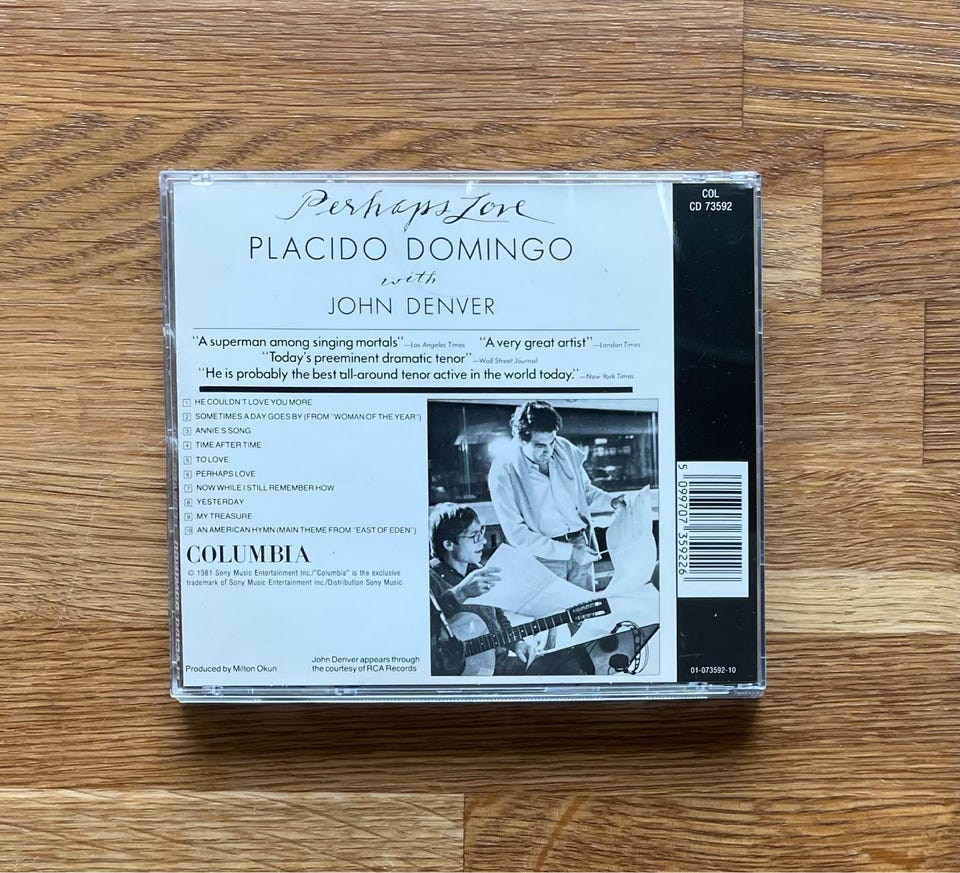 Perhaps Love
PLACIDO DOMINGO
with
JOHN DENVER
"A superman among singing mortals"—Los Angeles Times "A very great artist"—London Times
"Today's preeminent dramatic tenor"—Wall Street Journal
"He is probably the best all-around tenor active in the world today."—New York Times
1 HE COULDN'T LOVE YOU MORE
2 SOMETIMES A DAY GOES BY (FROM "WOMAN OF THE YEAR")
3 ANNIE'S SONG
4 TIME AFTER TIME
5 TO LOVE
6 PERHAPS LOVE
7 NOW WHILE I STILL REMEMBER HOW
8 YESTERDAY
9 MY TREASURE
10 AN AMERICAN HYMN (MAIN THEME FROM "EAST OF EDEN")
COLUMBIA
© 1981 Sony Music Entertainment Inc./"Columbia" is the exclusive
trademark of Sony Music Entertainment Inc./Distribution Sony Music
Produced by Milton Okun
John Denver appears through
the courtesy of RCA Records
COL
CD 73592
5 099707 359226
01-073592-10